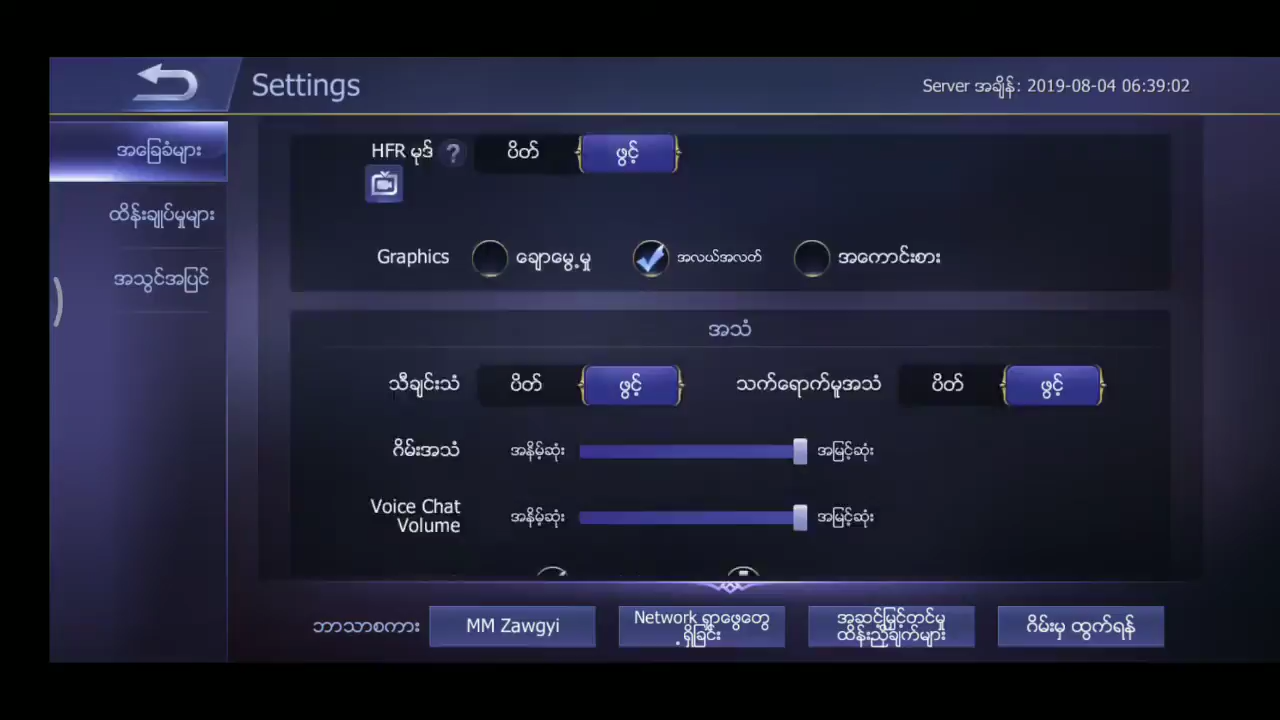 Settings
Server အချိန်: 2019-08-04 06:39:02
အခြေခံများ
ထိန်းချုပ်မှုများ
အသွင်အပြင်
HFR မုဒ် ? ပိတ် ဖွင့်
Graphics ချောမွေ့မှု အလယ်အလတ် အကောင်းစား
အသံ
သီချင်းသံ ပိတ် ဖွင့် သက်ရောက်မူအသံ ပိတ် ဖွင့်
ဂိမ်းအသံ အနိမ့်ဆုံး အမြင့်ဆုံး
Voice Chat
Volume အနိမ့်ဆုံး အမြင့်ဆုံး
ဘာသာစကား MM Zawgyi
Network ရှာဖွေတွေ
့ရှိခြင်း
အဆင့်မြှင့်တင်မှု
ထိန်းညှိချက်များ
ဂိမ်းမှ ထွက်ရန်